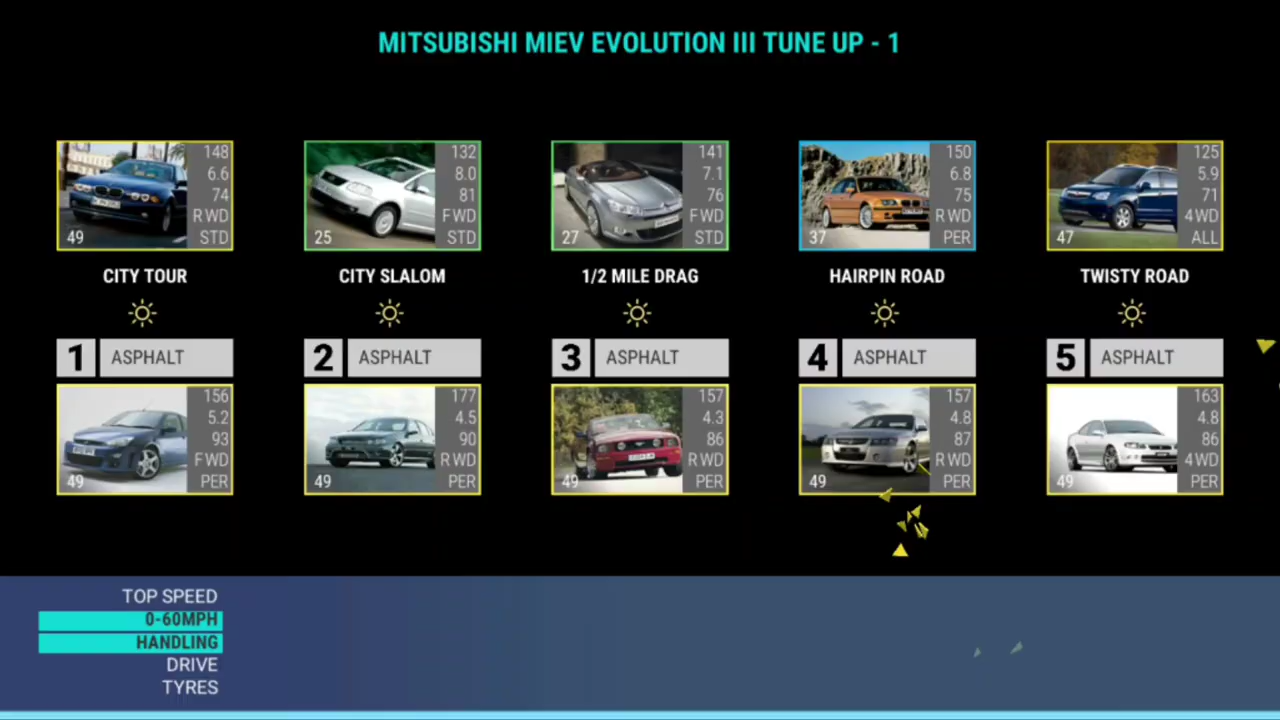 MITSUBISHI MIEV EVOLUTION III TUNE UP - 1
148
6.6
74
RWD
STD
49
132
8.0
81
FWD
STD
25
141
7.1
76
FWD
STD
27
150
6.8
75
RWD
PER
37
125
5.9
71
4WD
ALL
47
CITY TOUR
CITY SLALOM
1/2 MILE DRAG
HAIRPIN ROAD
TWISTY ROAD
1 ASPHALT
2 ASPHALT
3 ASPHALT
4 ASPHALT
5 ASPHALT
156
5.2
93
FWD
PER
49
177
4.5
90
RWD
PER
49
157
4.3
86
RWD
PER
49
157
4.8
87
RWD
PER
49
163
4.8
86
4WD
PER
49
TOP SPEED
0-60MPH
HANDLING
DRIVE
TYRES